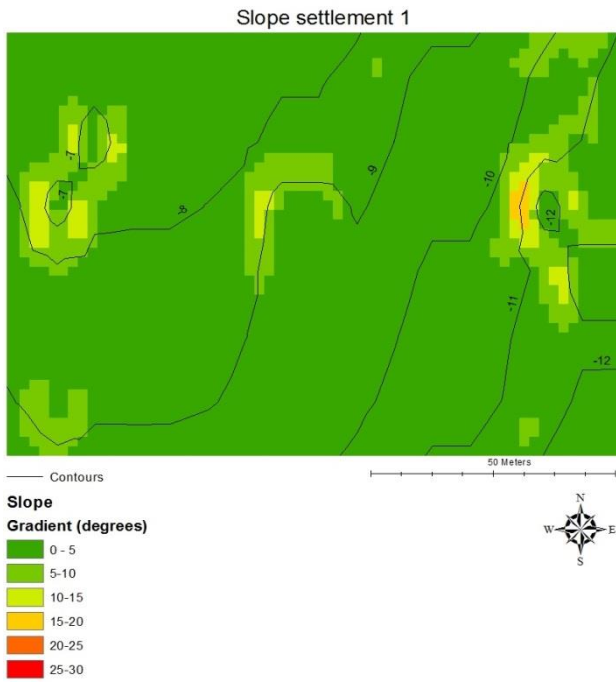 Slope settlement 1
-7
-7
-8
-9
-10
-12
-11
-12
50 Meters
Contours
Slope
Gradient (degrees)
0 - 5
5-10
10-15
15-20
20-25
25-30
N
W
E
S